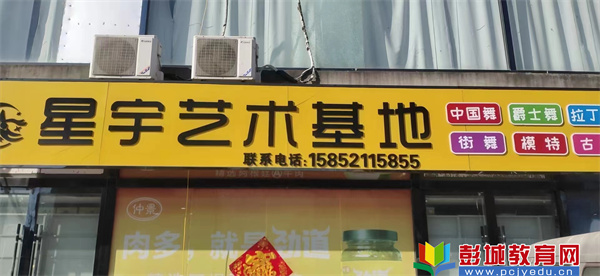 星宇艺术基地
中国舞 爵士舞 拉丁
街舞 模特 古
联系电话:15852115855
仲景
肉多,就是劲道
彭城教育网
www.pcjyedu.cn